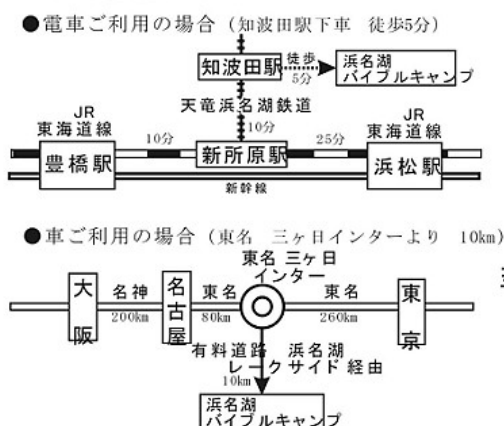 ●電車ご利用の場合（知波田駅下車　徒歩5分）
知波田駅
徒歩
5分
浜名湖
バイブルキャンプ
天竜浜名湖鉄道
JR
東海道線
10分
10分
25分
JR
東海道線
豊橋駅
新所原駅
浜松駅
新幹線
●車ご利用の場合（東名　三ヶ日インターより　10km）
東名 三ヶ日
インター
大阪
名神
200km
名古屋
東名
80km
東名
260km
東京
有料道路　浜名湖
レークサイド 経由
10km
浜名湖
バイブルキャンプ